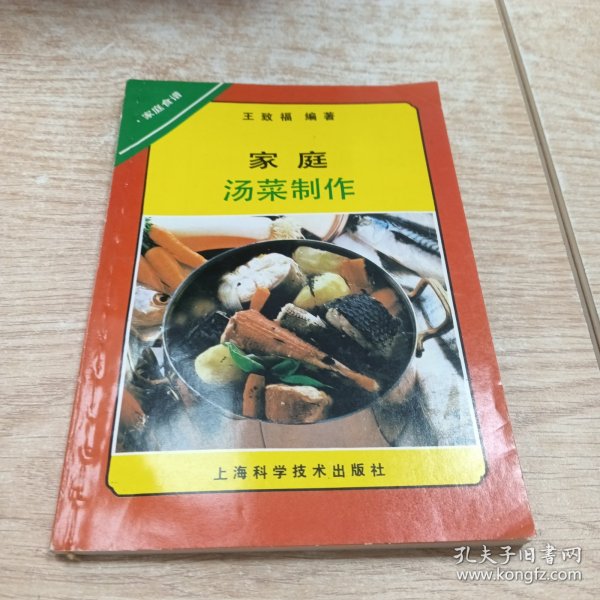 家庭食谱
王致福 编著
家庭
汤菜制作
上海科学技术出版社
孔夫子旧书网
www.kongfz.com